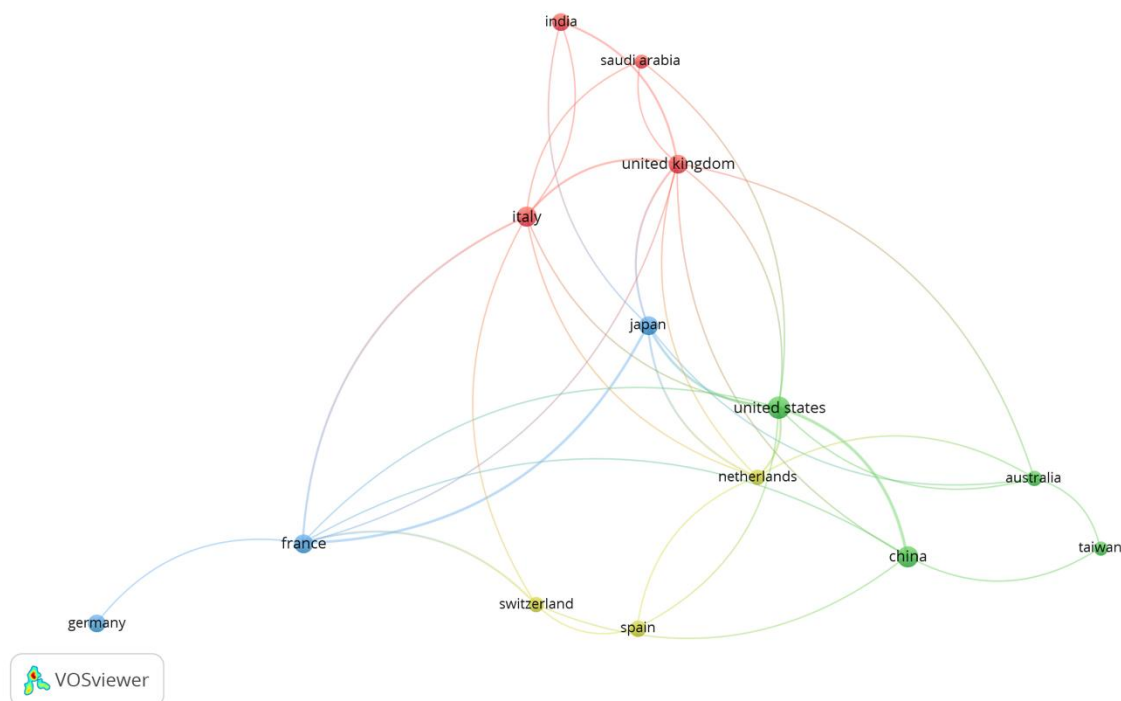 india
saudi arabia
united kingdom
italy
japan
united states
netherlands
australia
france
china
taiwan
switzerland
spain
germany
VOSviewer